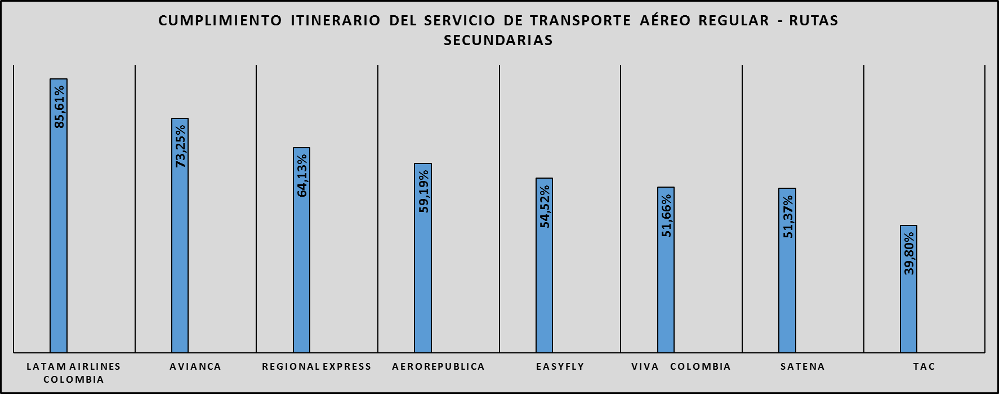 CUMPLIMIENTO ITINERARIO DEL SERVICIO DE TRANSPORTE AÉREO REGULAR - RUTAS
SECUNDARIAS
85,61%
73,25%
64,13%
59,19%
54,52%
51,66%
51,37%
39,80%
LATAM AIRLINES
COLOMBIA
AVIANCA
REGIONAL EXPRESS
AEROREPUBLICA
EASYFLY
VIVA COLOMBIA
SATENA
TAC